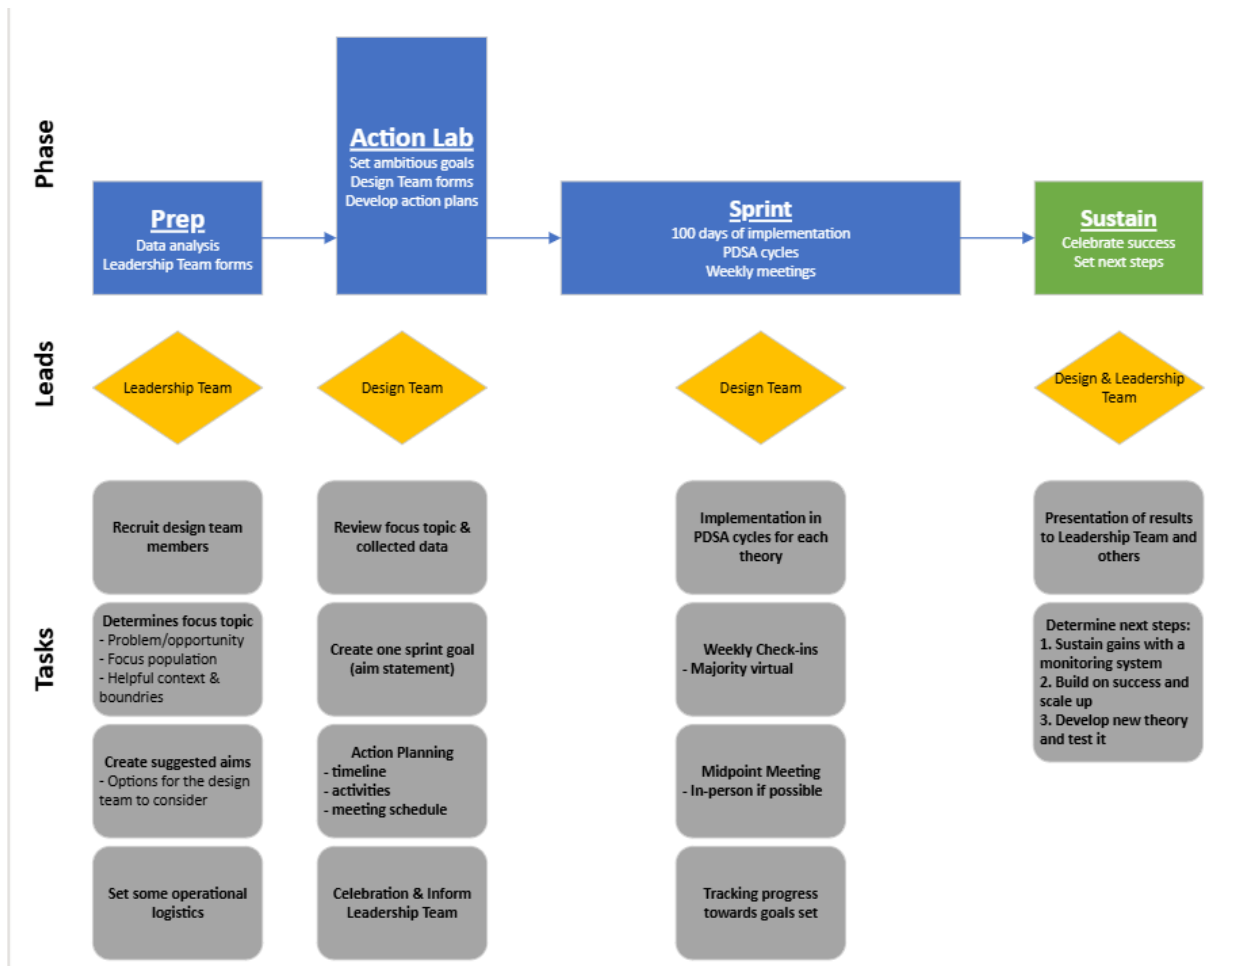 Phase
Prep
Data analysis
Leadership Team forms
Action Lab
Set ambitious goals
Design Team forms
Develop action plans
Sprint
100 days of implementation
PDSA cycles
Weekly meetings
Sustain
Celebrate success
Set next steps
Leads
Leadership Team
Design Team
Design Team
Design & Leadership
Team
Tasks
Recruit design team
members
Determines focus topic
- Problem/opportunity
- Focus population
- Helpful context &
boundries
Create suggested aims
- Options for the design
team to consider
Set some operational
logistics
Review focus topic &
collected data
Create one sprint goal
(aim statement)
Action Planning
- timeline
- activities
- meeting schedule
Celebration & Inform
Leadership Team
Implementation in
PDSA cycles for each
theory
Weekly Check-ins
- Majority virtual
Midpoint Meeting
- In-person if possible
Tracking progress
towards goals set
Presentation of results
to Leadership Team and
others
Determine next steps:
1. Sustain gains with a
monitoring system
2. Build on success and
scale up
3. Develop new theory
and test it